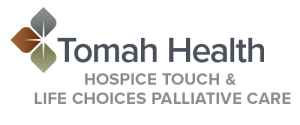 Tomah Health
HOSPICE TOUCH &
LIFE CHOICES PALLIATIVE CARE